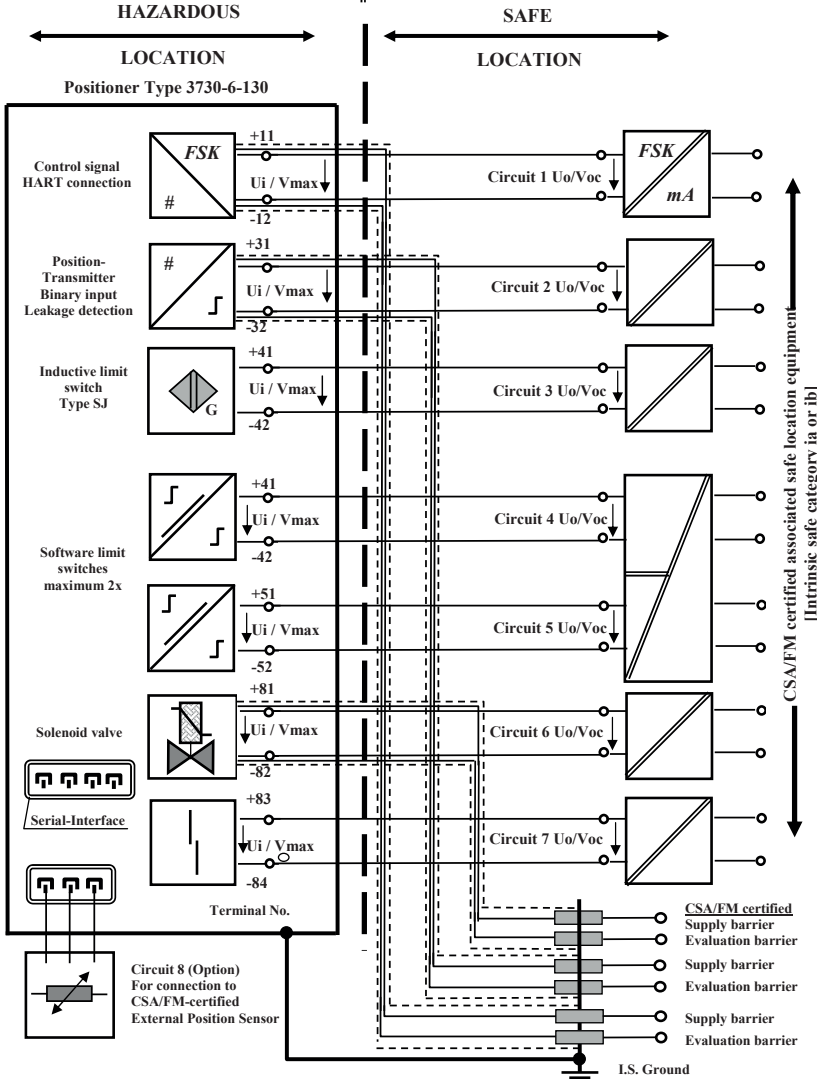 HAZARDOUS
LOCATION
SAFE
LOCATION
Positioner Type 3730-6-130
Control signal
HART connection
FSK
#
+11
Ui / Vmax
-12
Circuit 1 Uo/Voc
FSK
mA
Position-
Transmitter
Binary input
Leakage detection
#
+31
Ui / Vmax
-32
Circuit 2 Uo/Voc
Inductive limit
switch
Type SJ
G
+41
Ui / Vmax
-42
Circuit 3 Uo/Voc
Software limit
switches
maximum 2x
+41
Ui / Vmax
-42
Circuit 4 Uo/Voc
+51
Ui / Vmax
-52
Circuit 5 Uo/Voc
Solenoid valve
+81
Ui / Vmax
-82
Circuit 6 Uo/Voc
Serial-Interface
+83
Ui / Vmax
-84
Circuit 7 Uo/Voc
Terminal No.
CSA/FM certified associated safe location equipment
[Intrinsic safe category ia or ib]
Circuit 8 (Option)
For connection to
CSA/FM-certified
External Position Sensor
CSA/FM certified
Supply barrier
Evaluation barrier
Supply barrier
Evaluation barrier
Supply barrier
Evaluation barrier
I.S. Ground